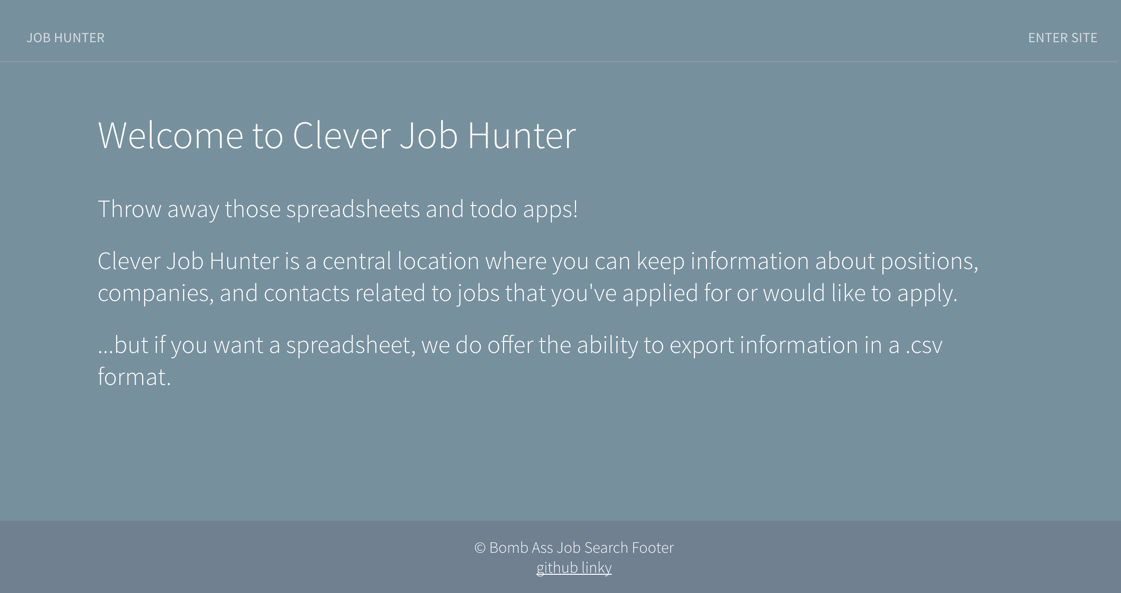 JOB HUNTER
ENTER SITE
Welcome to Clever Job Hunter
Throw away those spreadsheets and todo apps!
Clever Job Hunter is a central location where you can keep information about positions,
companies, and contacts related to jobs that you've applied for or would like to apply.
...but if you want a spreadsheet, we do offer the ability to export information in a .csv
format.
© Bomb Ass Job Search Footer
github linky